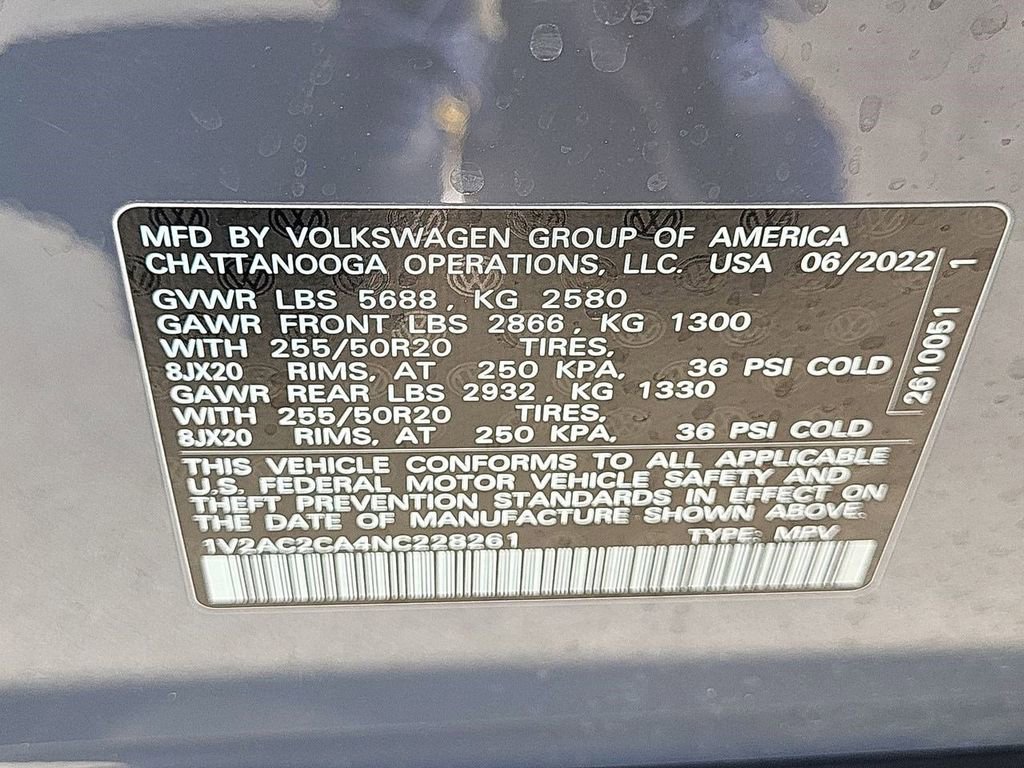 MFD BY VOLKSWAGEN GROUP OF AMERICA
CHATTANOOGA OPERATIONS, LLC. USA 06/2022
GVWR LBS 5688, KG 2580
GAWR FRONT LBS 2866, KG 1300
WITH 255/50R20 TIRES,
8JX20 RIMS, AT 250 KPA, 36 PSI COLD
GAWR REAR LBS 2932, KG 1330
WITH 255/50R20 TIRES,
8JX20 RIMS, AT 250 KPA, 36 PSI COLD
2610051 1
THIS VEHICLE CONFORMS TO ALL APPLICABLE
U.S. FEDERAL MOTOR VEHICLE SAFETY AND
THEFT PREVENTION STANDARDS IN EFFECT ON
THE DATE OF MANUFACTURE SHOWN ABOVE.
1V2AC2CA4NC228261 TYPE: MPV